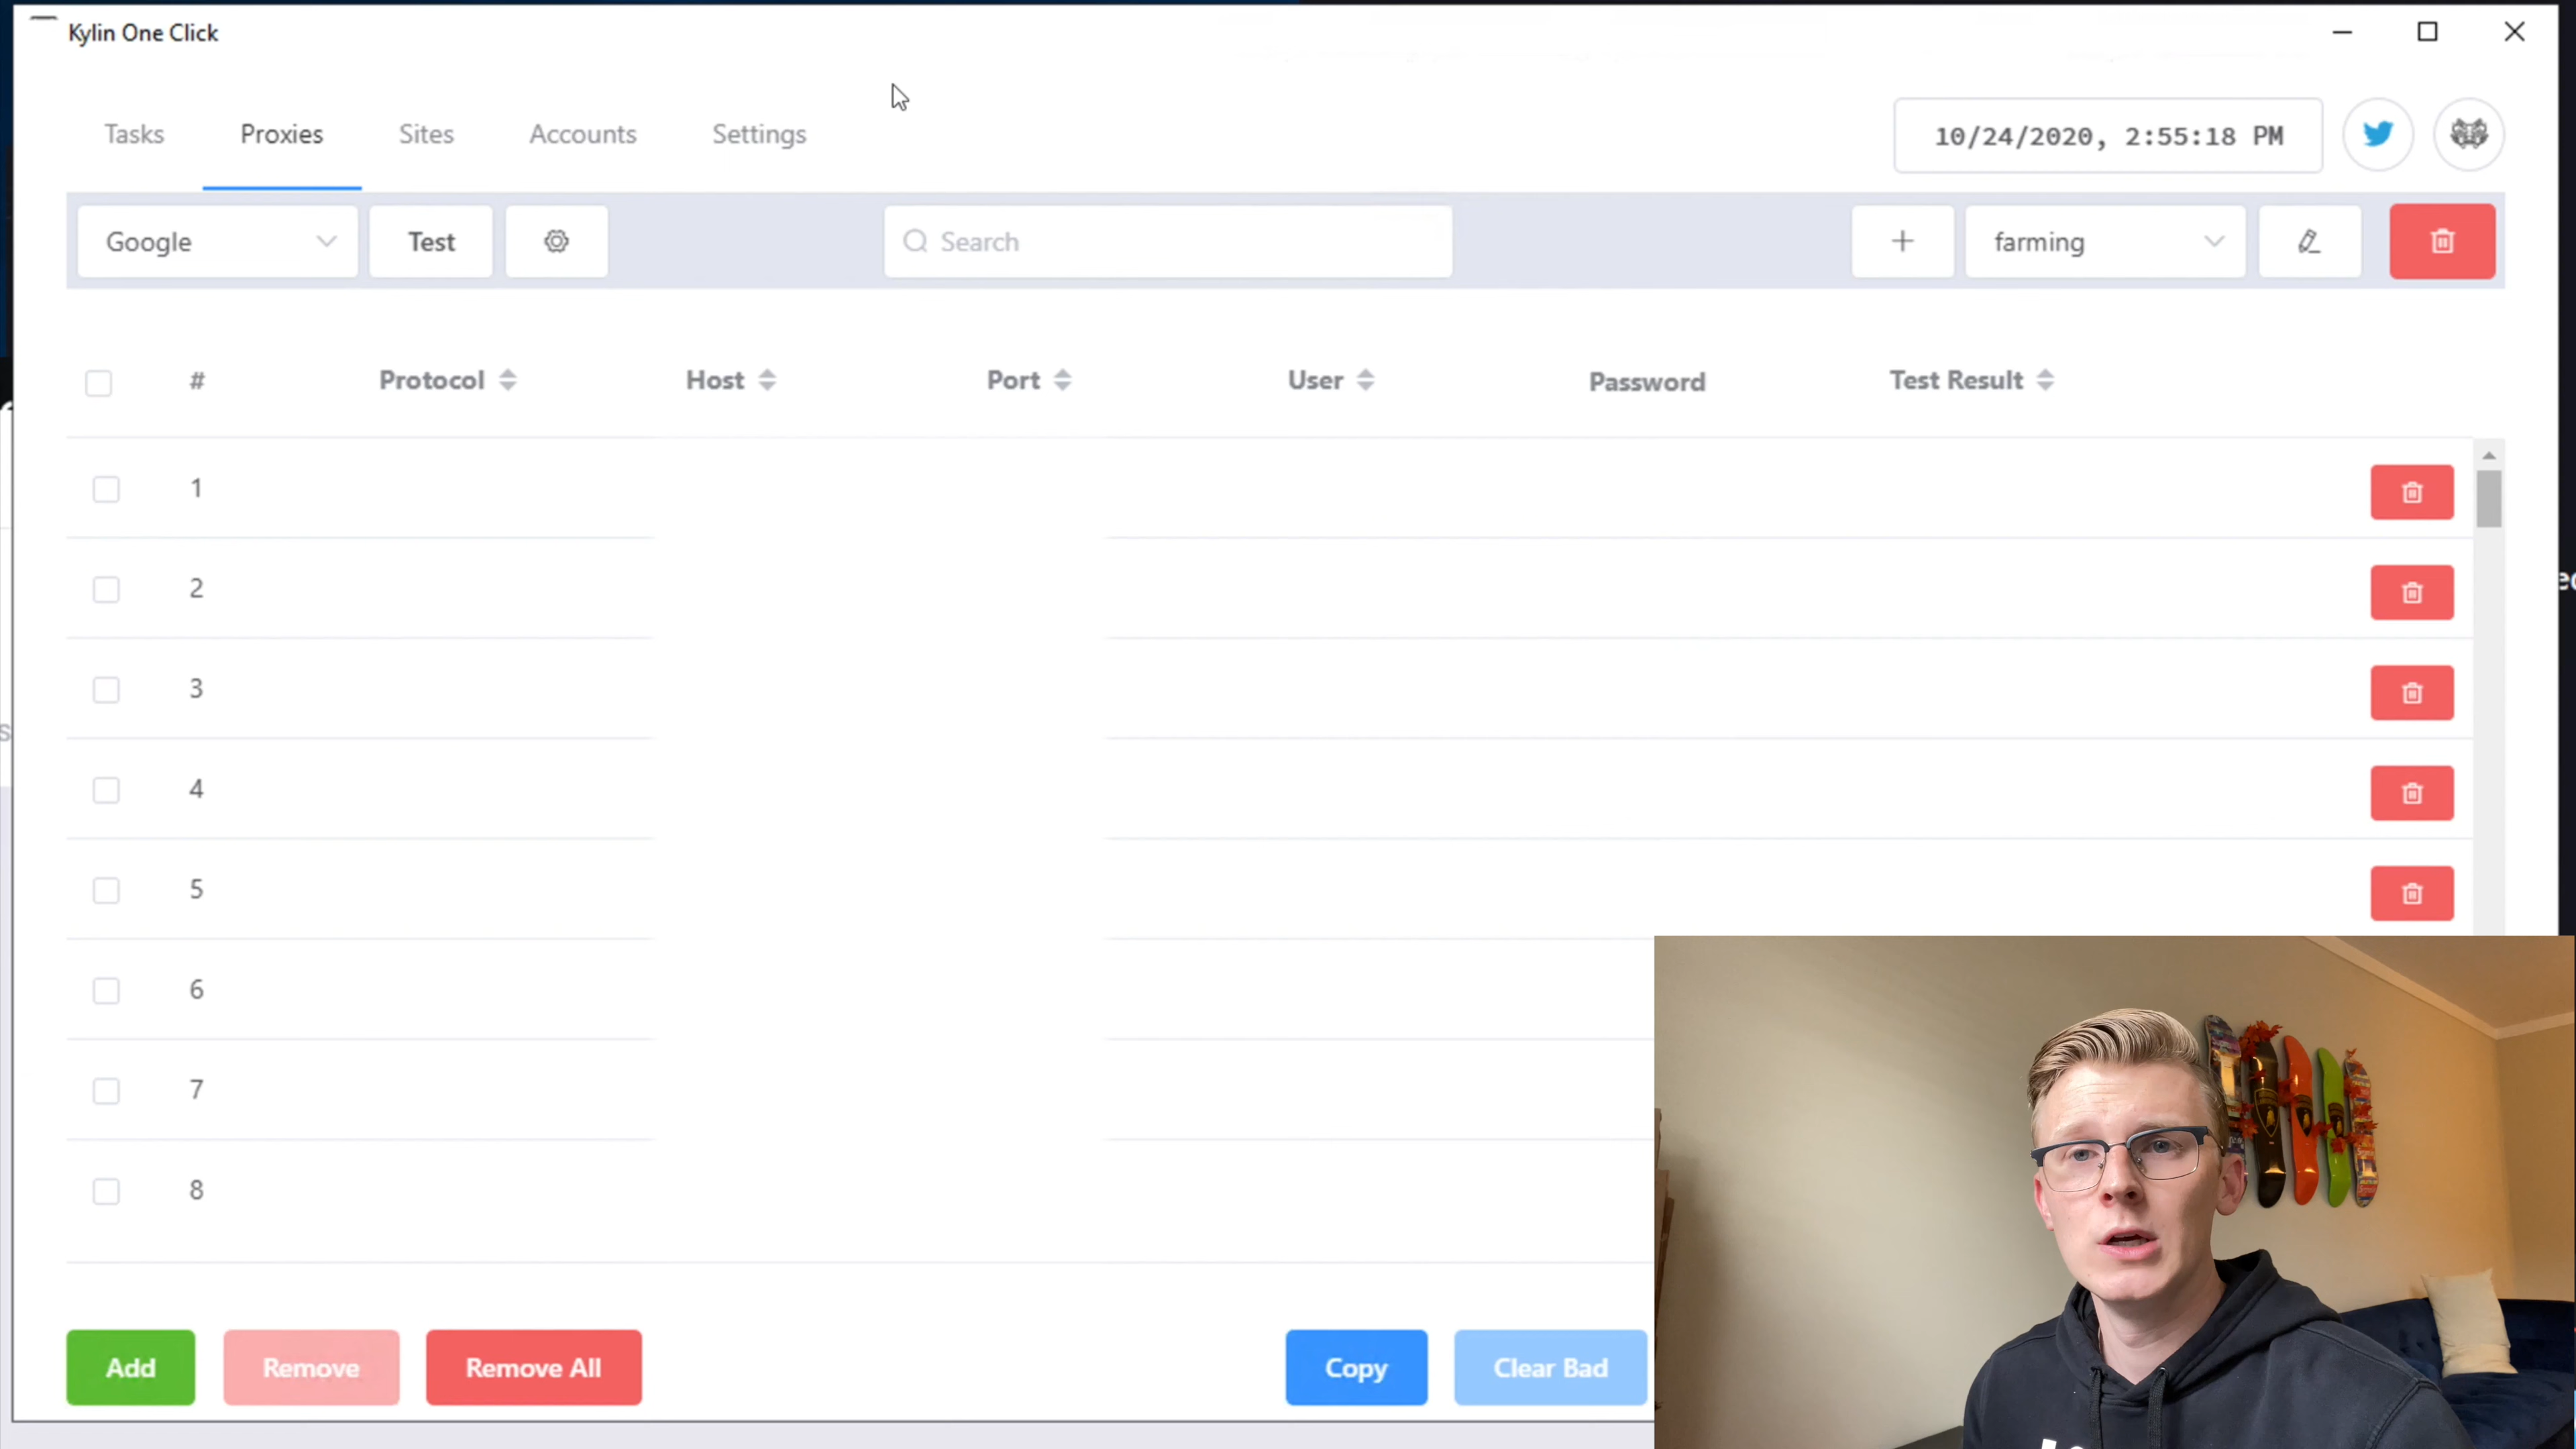 Kylin One Click
Tasks Proxies Sites Accounts Settings
10/24/2020, 2:55:18 PM
Google Test Search farming
# Protocol Host Port User Password Test Result
1
2
3
4
5
6
7
8
Add Remove Remove All Copy Clear Bad